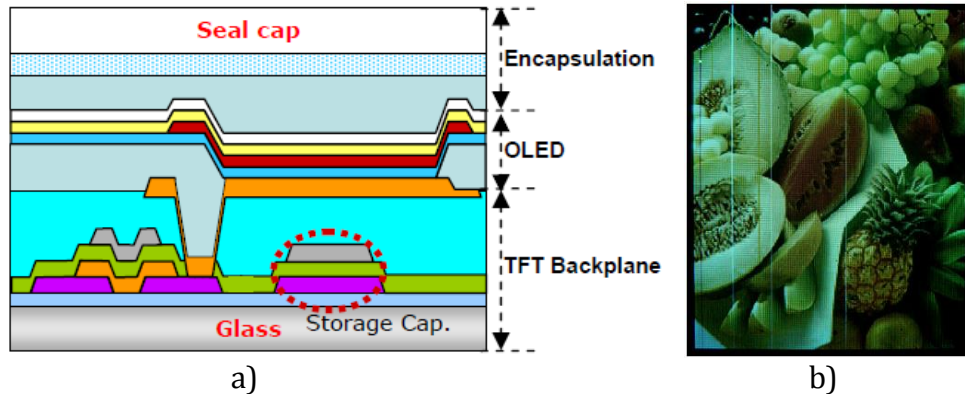 Seal cap
Encapsulation
OLED
TFT Backplane
Glass
Storage Cap.
a)
b)